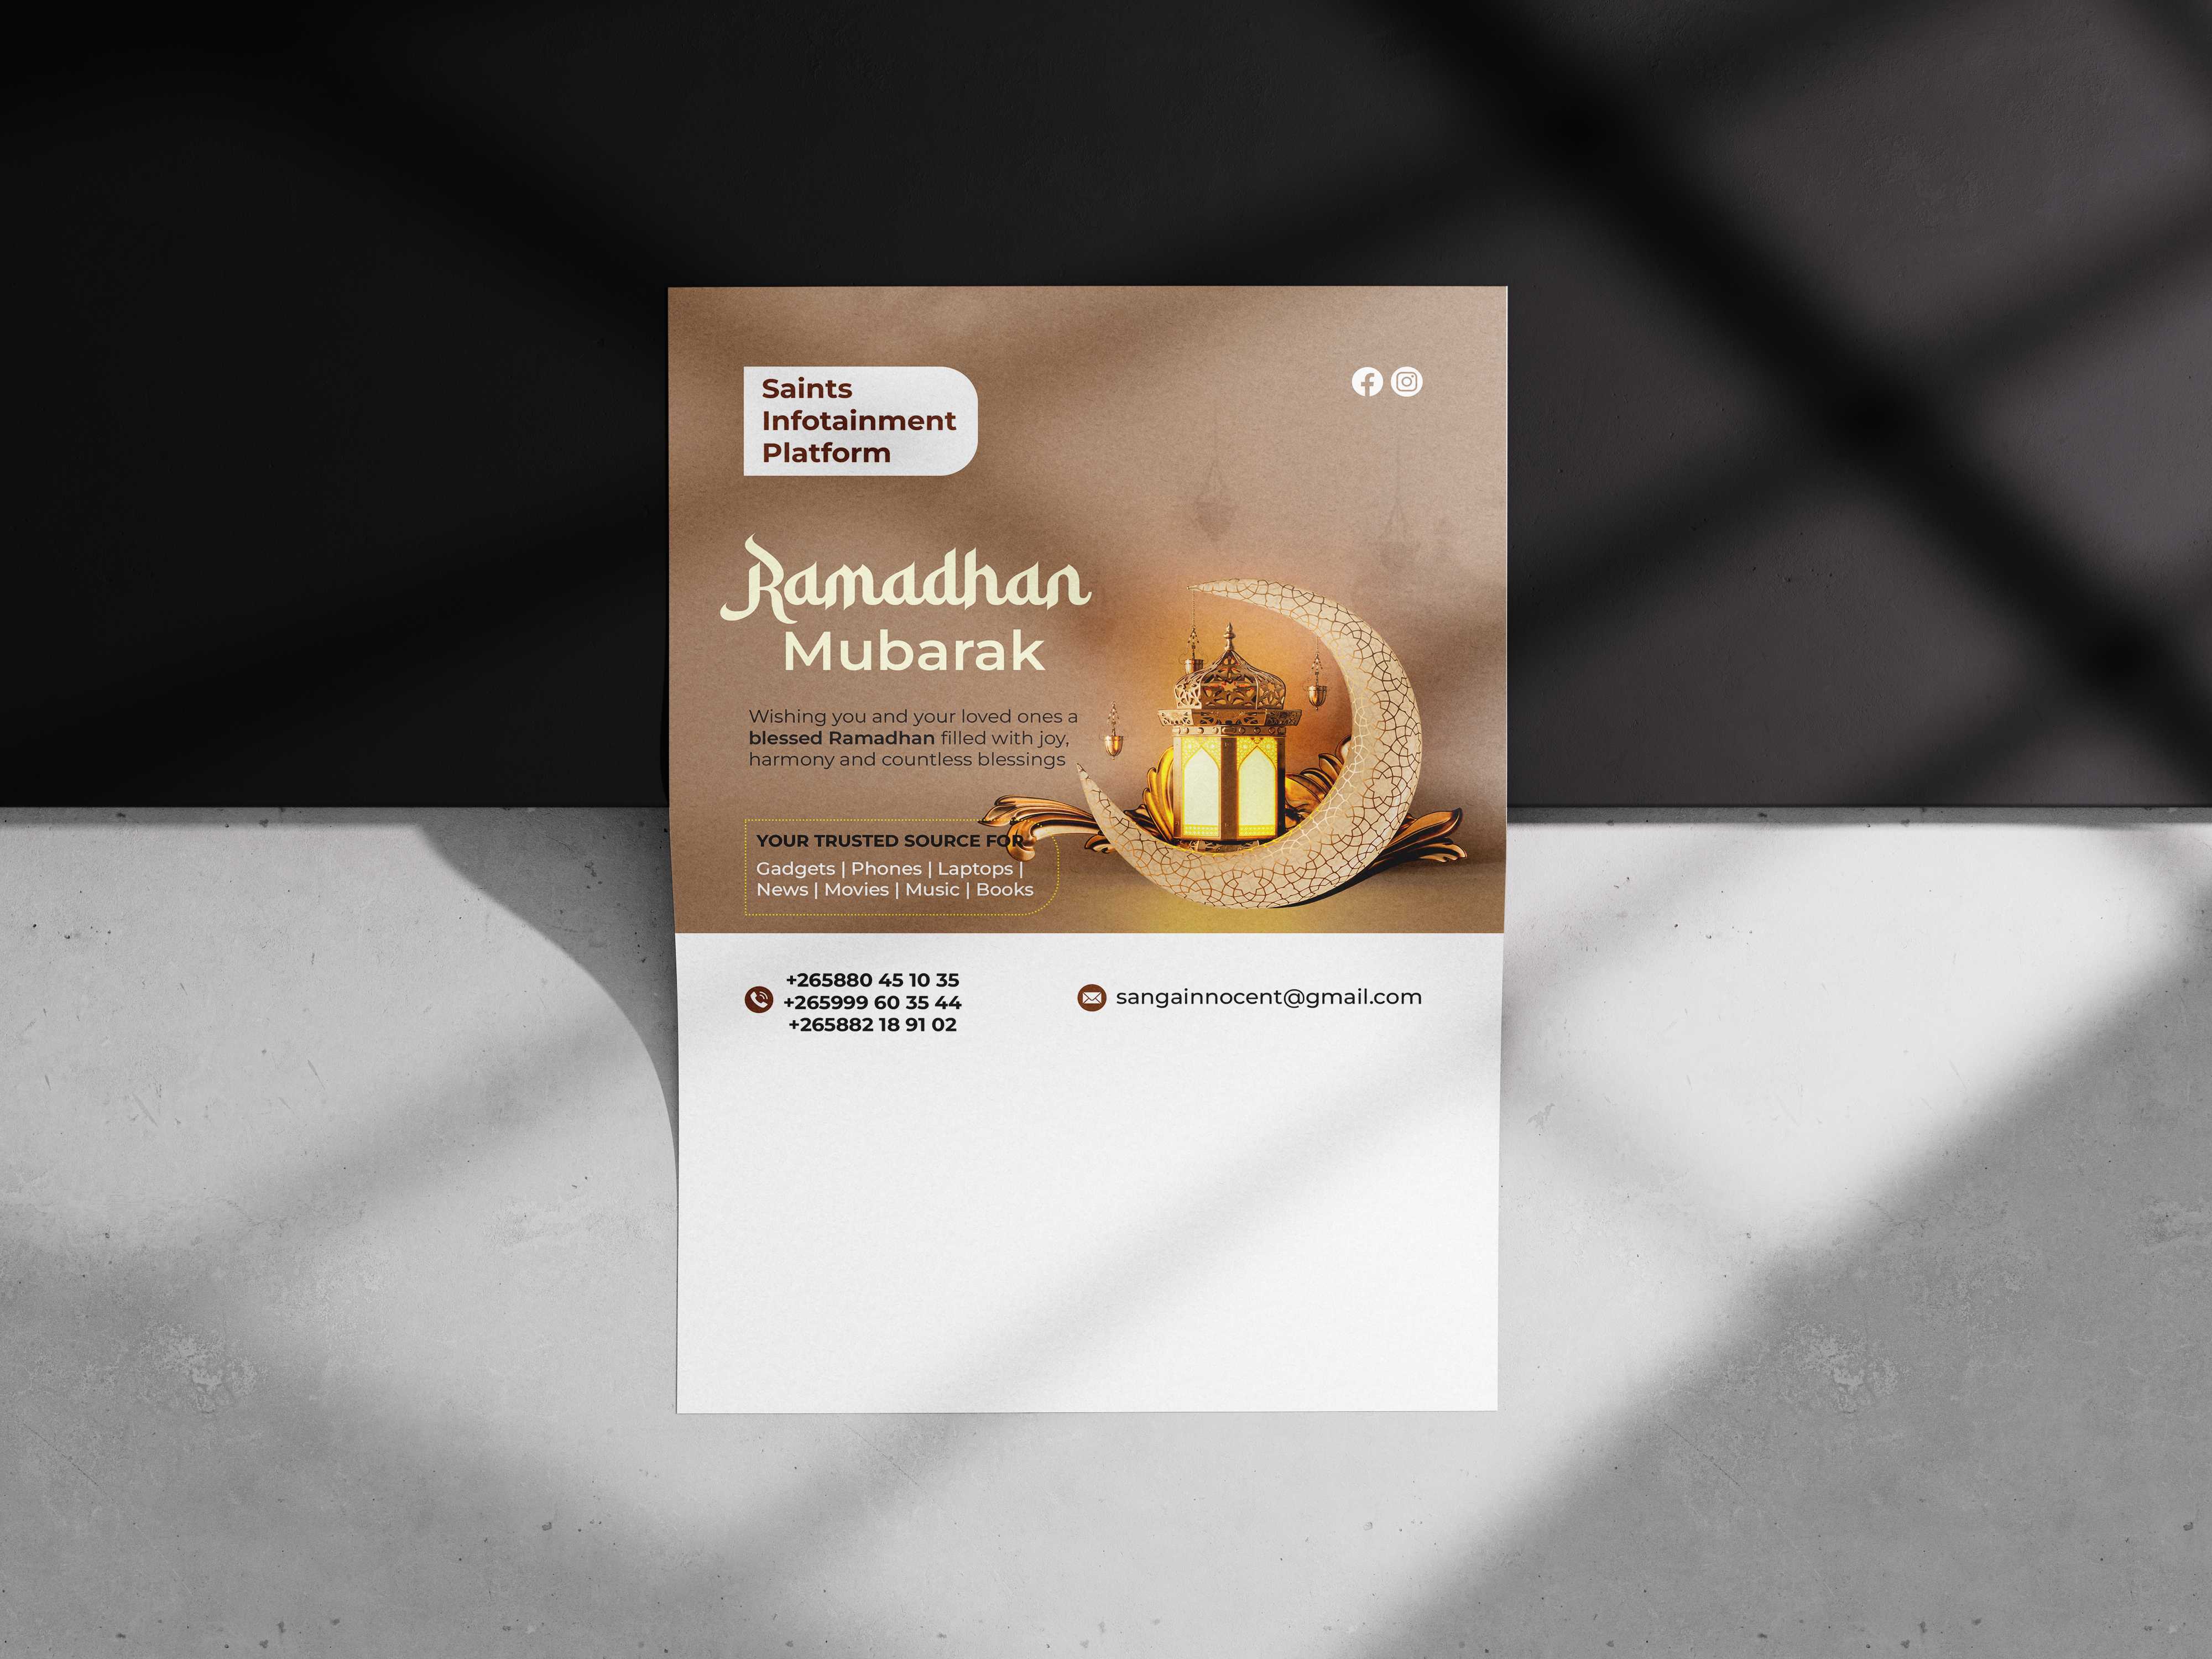 Saints
Infotainment
Platform
Ramadhan
Mubarak
Wishing you and your loved ones a
blessed Ramadhan filled with joy,
harmony and countless blessings
YOUR TRUSTED SOURCE FOR
Gadgets | Phones | Laptops |
News | Movies | Music | Books
+265880 45 10 35
+265999 60 35 44
+265882 18 91 02
sangainnocent@gmail.com